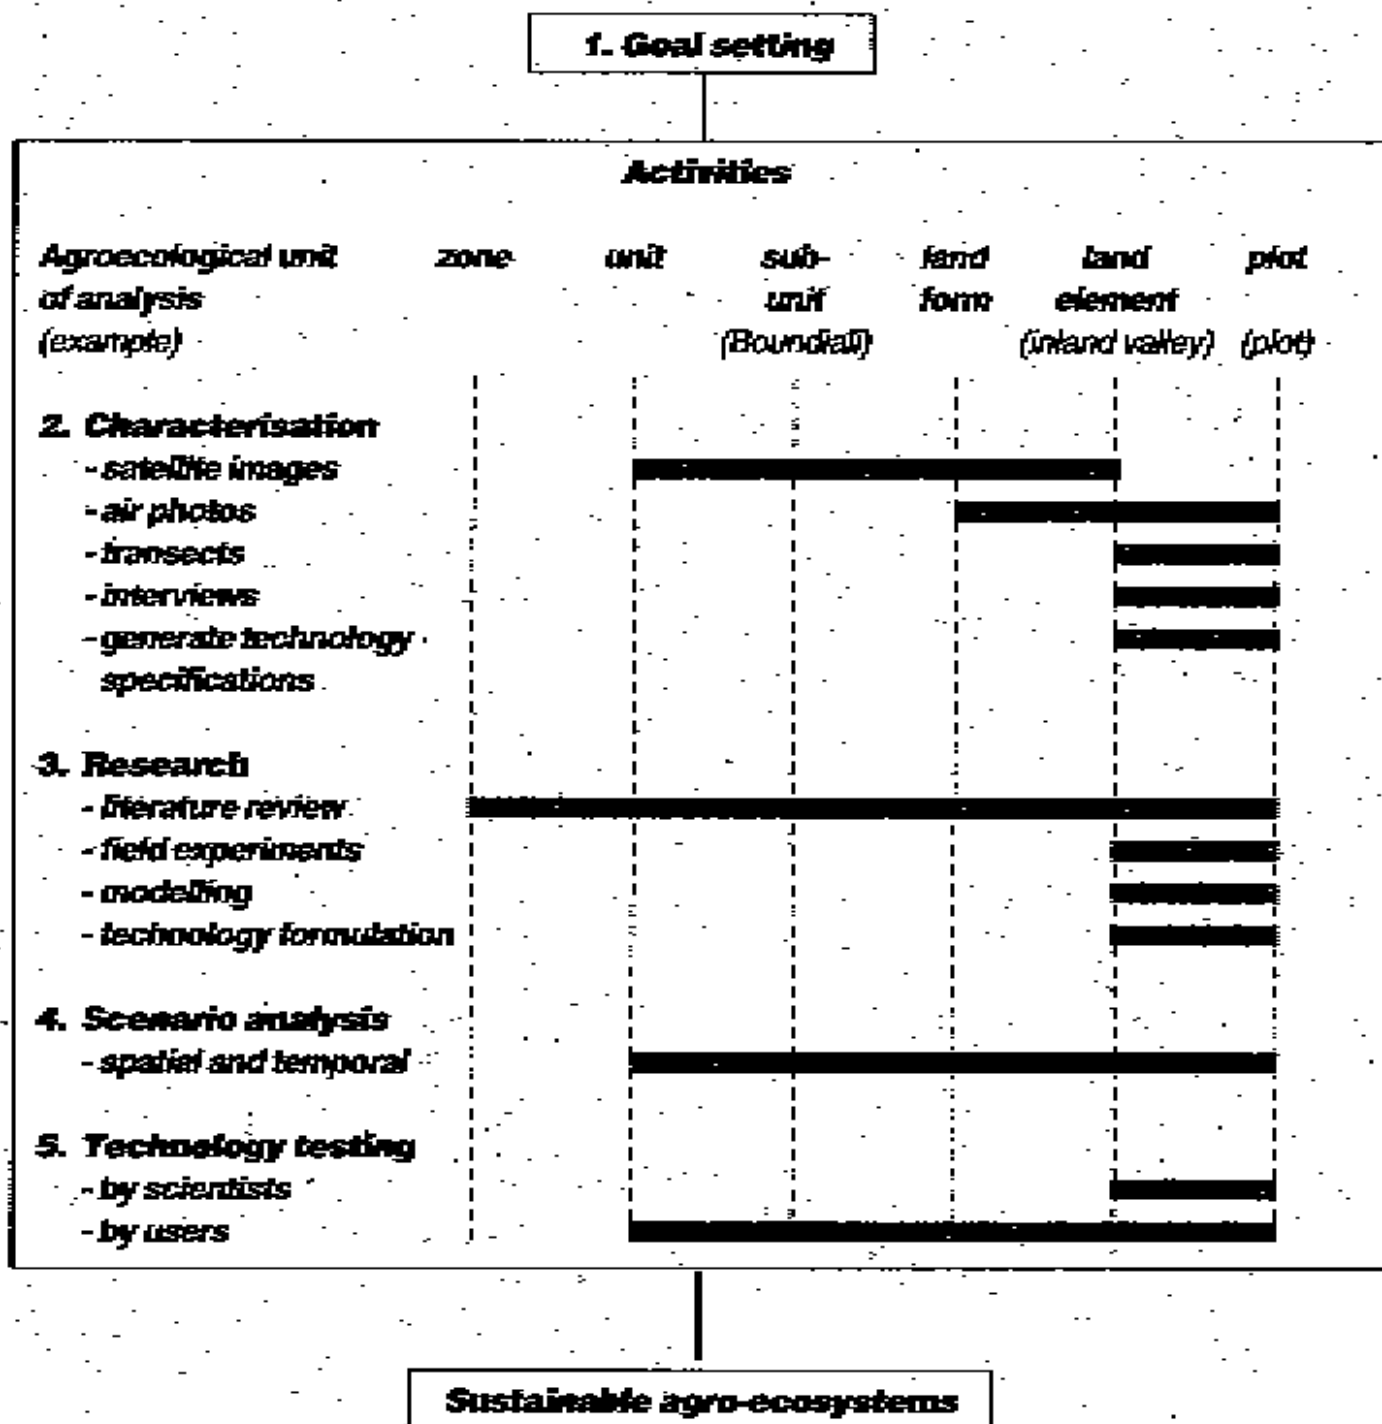 1. Goal setting
Activities
Agroecological unit zone unit sub- land land plot
of analysis unit form element
(example) (Boundiali) (inland valley) (plot)
2. Characterisation
- satellite images
- air photos
- transects
- interviews
- generate technology
specifications
3. Research
- literature review
- field experiments
- modelling
- technology formulation
4. Scenario analysis
- spatial and temporal
5. Technology testing
- by scientists
- by users
Sustainable agro-ecosystems